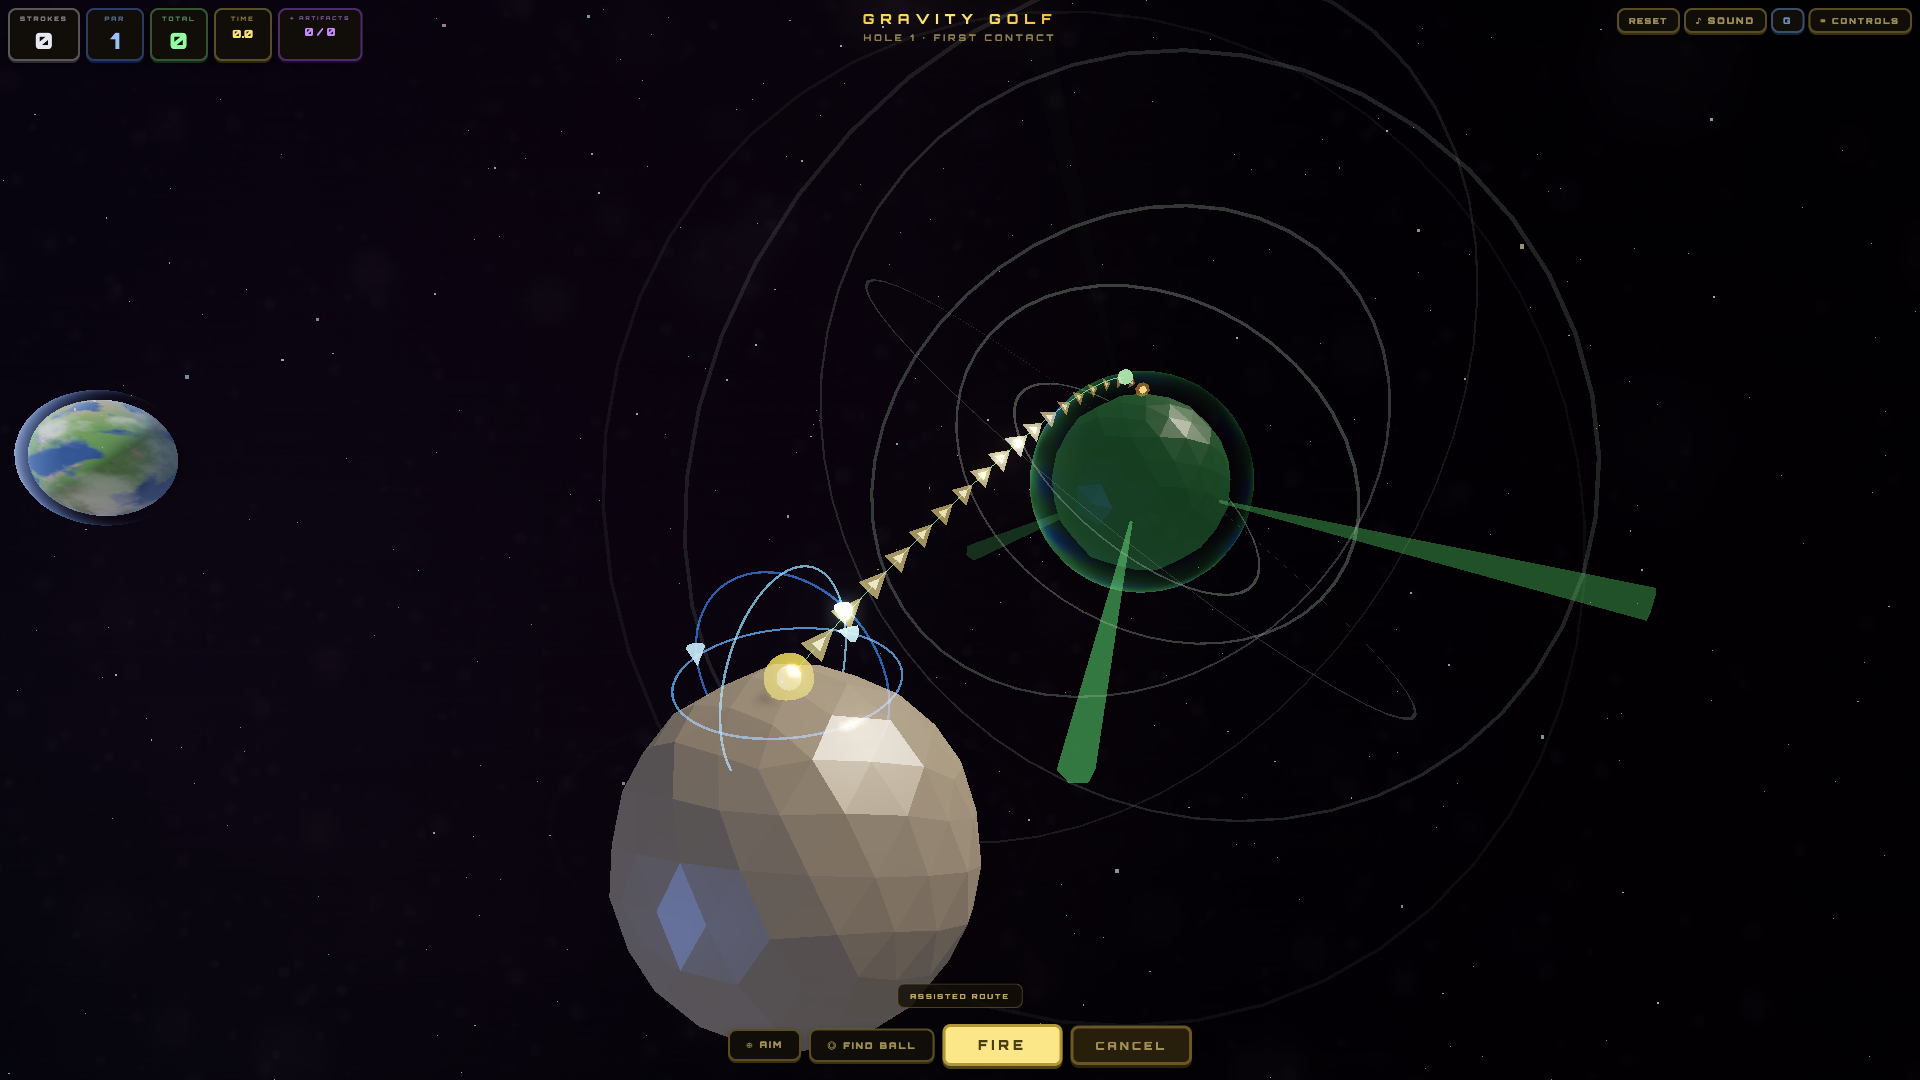 STROKES
0
PAR
1
TOTAL
0
TIME
0.0
ARTIFACTS
0/0
GRAVITY GOLF
HOLE 1 · FIRST CONTACT
RESET
♪ SOUND
G
CONTROLS
ASSISTED ROUTE
AIM
FIND BALL
FIRE
CANCEL